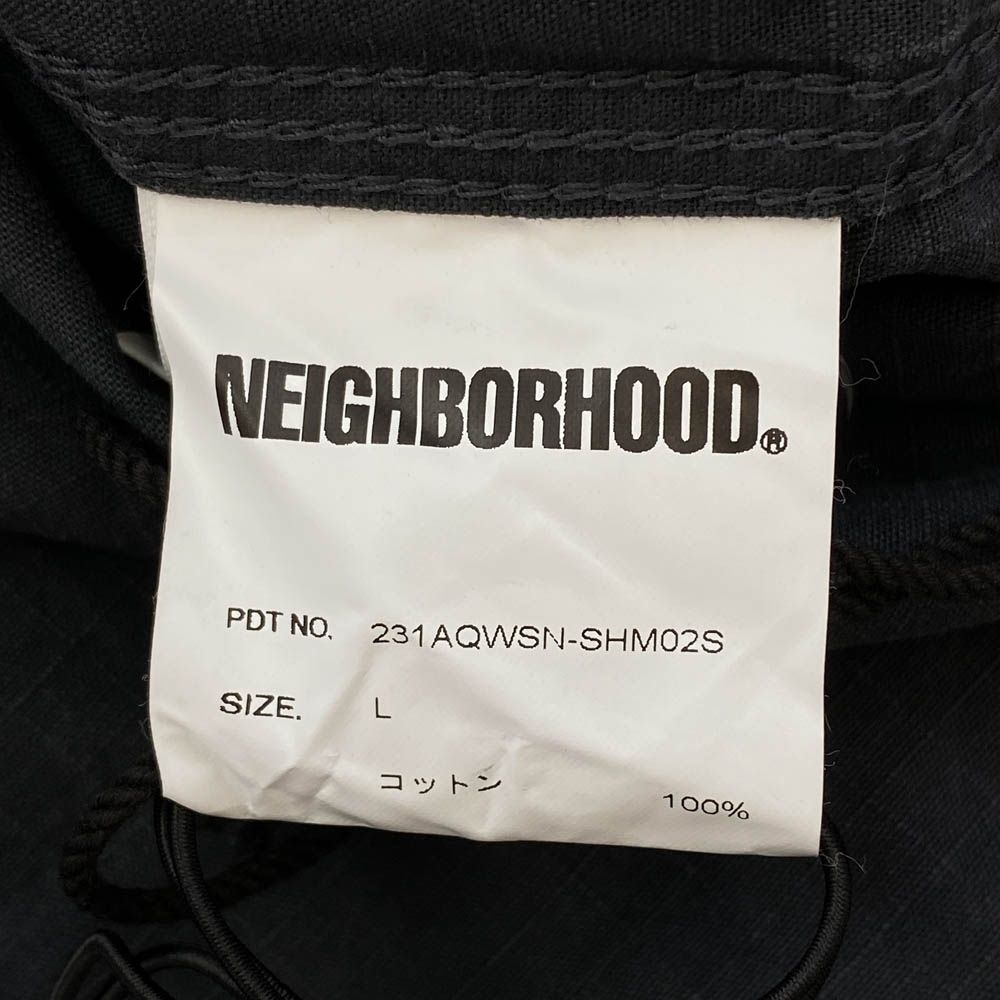 NEIGHBORHOOD®
PDT NO. 231AQWSN-SHM02S
SIZE. L
コットン 100%